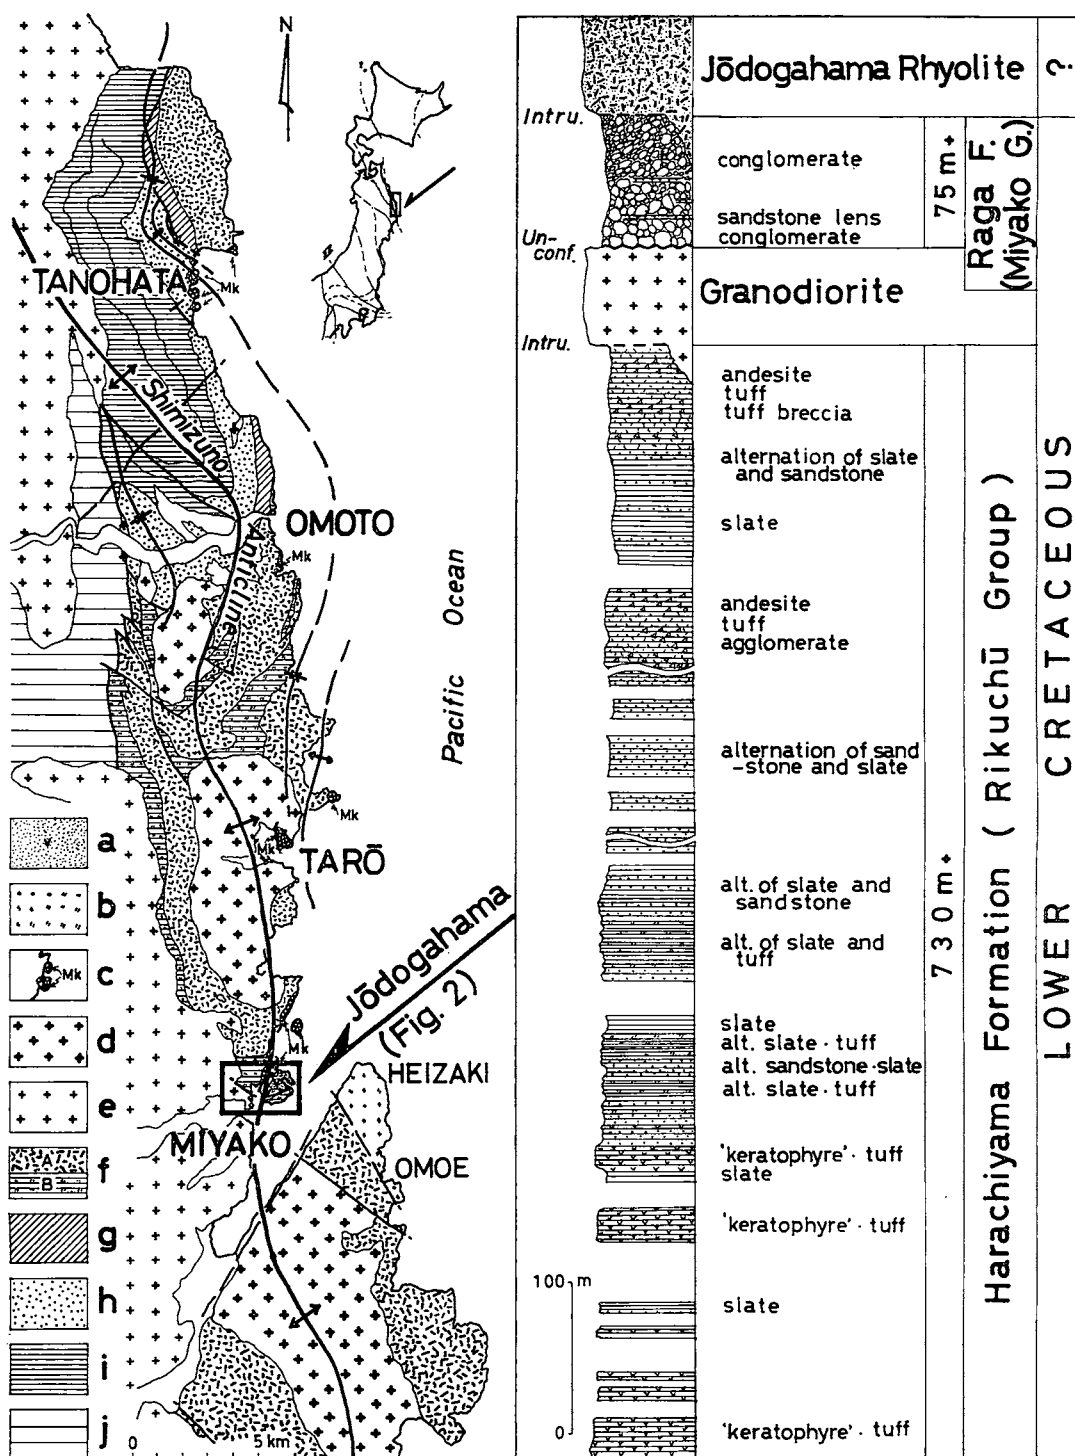 N
TANOHATA
Mk
Shimizuno
Anticline
OMOTO
Mk
Pacific Ocean
Mk
Mk
TARŌ
Jōdogahama
(Fig. 2)
Mk
HEIZAKI
MIYAKO
OMOE
a
b
c
Mk
d
e
f
A
B
g
h
i
j
0 5 km
Jōdogahama Rhyolite
?
Intru.
conglomerate
sandstone lens
conglomerate
75 m +
Raga F.
(Miyako G.)
Un-
conf.
Granodiorite
Intru.
andesite
tuff
tuff breccia
alternation of slate
and sandstone
slate
andesite
tuff
agglomerate
alternation of sand
-stone and slate
alt. of slate and
sandstone
alt. of slate and
tuff
slate
alt. slate · tuff
alt. sandstone · slate
alt. slate · tuff
'keratophyre' · tuff
slate
'keratophyre' · tuff
slate
'keratophyre' · tuff
100 m
0
730 m +
Harachiyama Formation ( Rikuchū Group )
LOWER CRETACEOUS